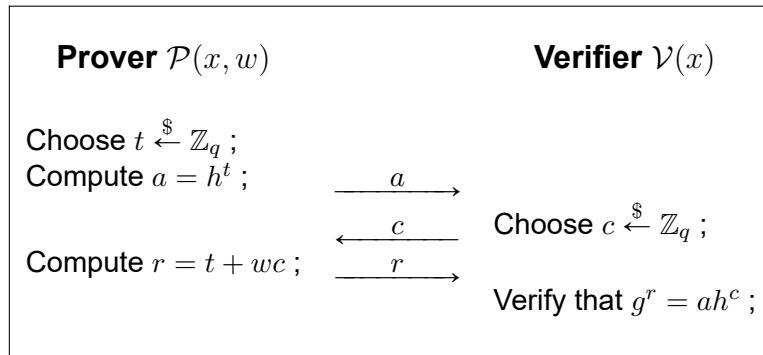 Prover 𝒫(x, w) Verifier 𝒱(x)
Choose t ←$ ℤ_q ;
Compute a = h^t ; a
c Choose c ←$ ℤ_q ;
Compute r = t + wc ; r
Verify that g^r = ah^c ;